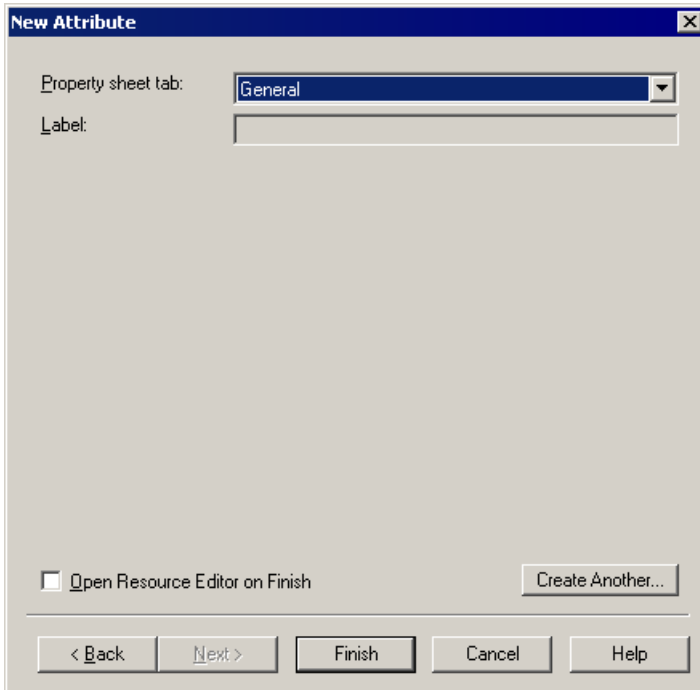 New Attribute
Property sheet tab: General
Label:
Open Resource Editor on Finish Create Another...
< Back Next > Finish Cancel Help